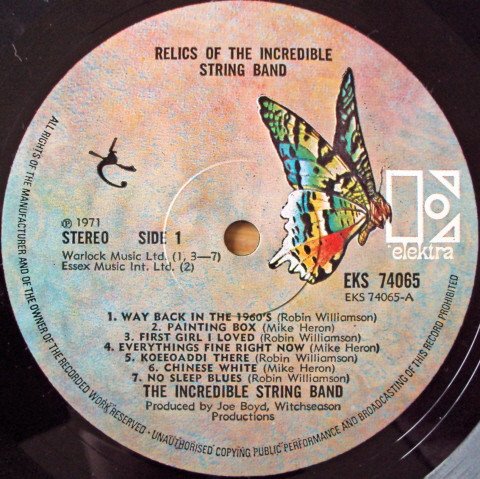 RELICS OF THE INCREDIBLE
STRING BAND
elektra
℗ 1971
STEREO SIDE 1
Warlock Music Ltd. (1, 3—7)
Essex Music Int. Ltd. (2)
EKS 74065
EKS 74065-A
1. WAY BACK IN THE 1960'S (Robin Williamson)
2. PAINTING BOX (Mike Heron)
3. FIRST GIRL I LOVED (Robin Williamson)
4. EVERYTHINGS FINE RIGHT NOW (Mike Heron)
5. KOEEOADDI THERE (Robin Williamson)
6. CHINESE WHITE (Mike Heron)
7. NO SLEEP BLUES (Robin Williamson)
THE INCREDIBLE STRING BAND
Produced by Joe Boyd, Witchseason
Productions
ALL RIGHTS OF THE MANUFACTURER AND OF THE OWNER OF THE RECORDED WORK RESERVED - UNAUTHORISED COPYING PUBLIC PERFORMANCE AND BROADCASTING OF THIS RECORD PROHIBITED